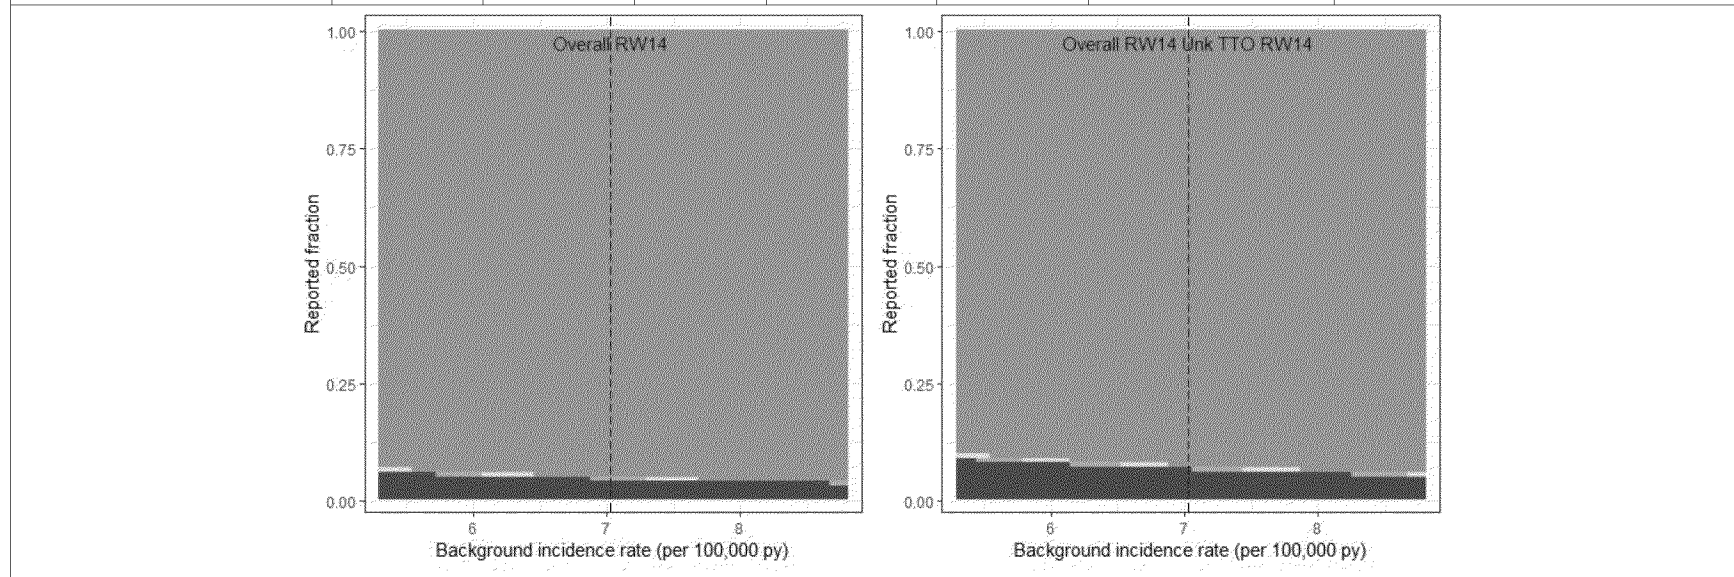 Overall RW14
1.00
0.75
0.50
0.25
0.00
Reported fraction
6 7 8
Background incidence rate (per 100,000 py)
Overall RW14 Unk TTO RW14
1.00
0.75
0.50
0.25
0.00
Reported fraction
6 7 8
Background incidence rate (per 100,000 py)